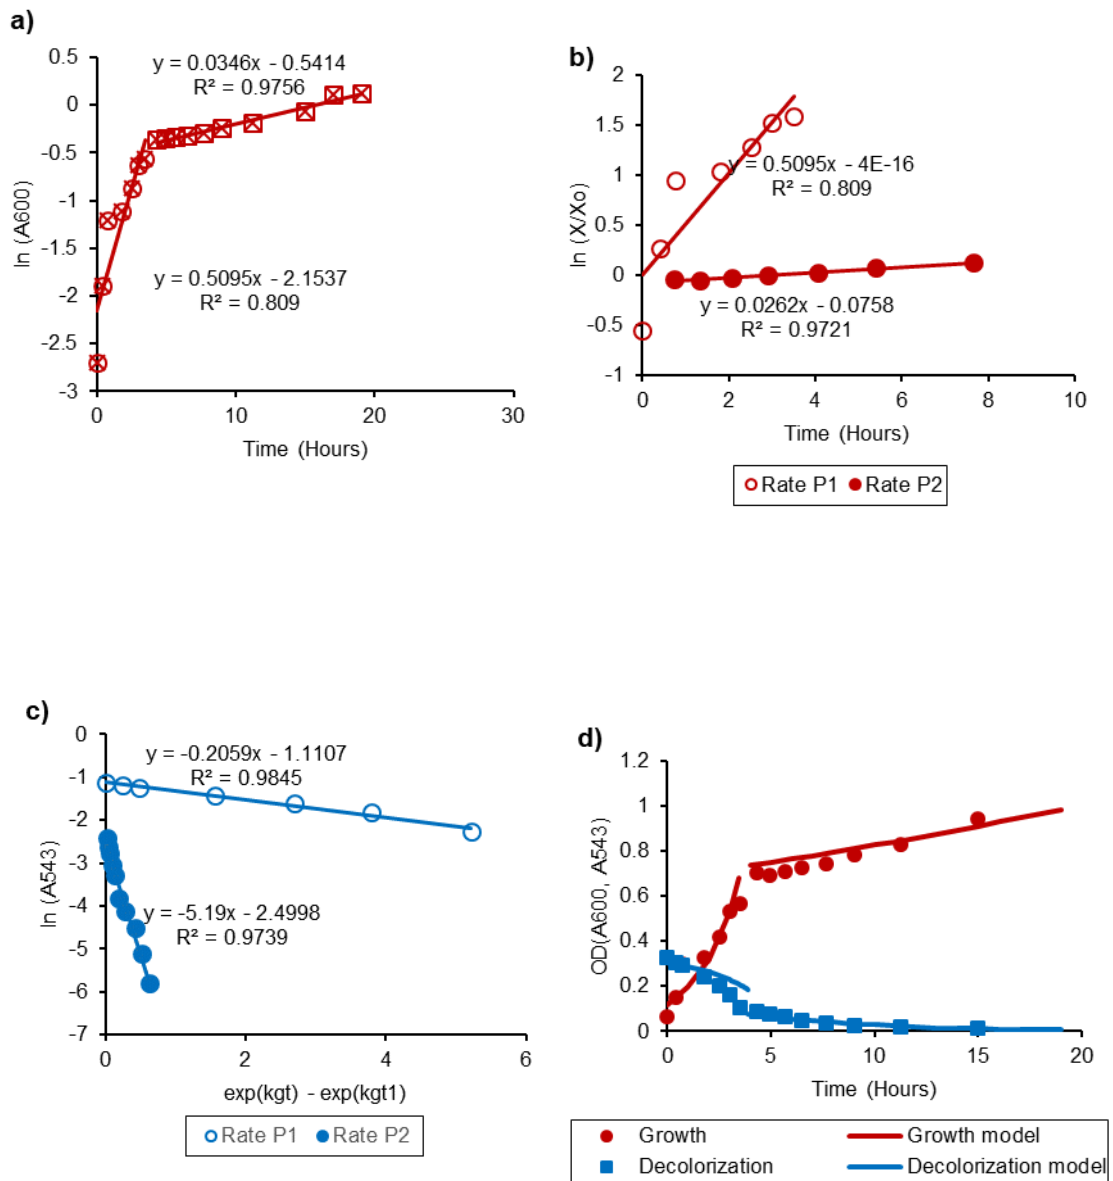 a)
0.5
0
-0.5
-1
-1.5
-2
-2.5
-3
ln (A600)
y = 0.0346x - 0.5414
R² = 0.9756
y = 0.5095x - 2.1537
R² = 0.809
0 10 20 30
Time (Hours)
b)
2
1.5
1
0.5
0
-0.5
-1
ln (X/Xo)
y = 0.5095x - 4E-16
R² = 0.809
y = 0.0262x - 0.0758
R² = 0.9721
0 2 4 6 8 10
Time (Hours)
Rate P1 Rate P2
c)
0
-1
-2
-3
-4
-5
-6
-7
ln (A543)
y = -0.2059x - 1.1107
R² = 0.9845
y = -5.19x - 2.4998
R² = 0.9739
0 2 4 6
exp(kgt) - exp(kgt1)
Rate P1 Rate P2
d)
1.2
1
0.8
0.6
0.4
0.2
0
OD(A600, A543)
0 5 10 15 20
Time (Hours)
Growth Growth model
Decolorization Decolorization model